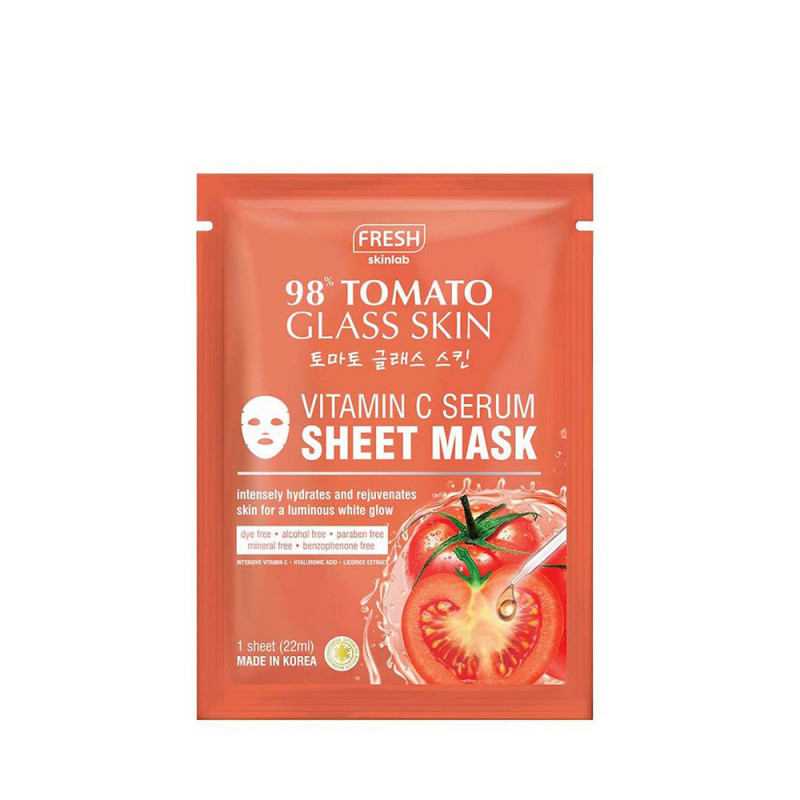 FRESH
skinlab
98% TOMATO
GLASS SKIN
토마토 글래스 스킨
VITAMIN C SERUM
SHEET MASK
intensely hydrates and rejuvenates
skin for a luminous white glow
dye free • alcohol free • paraben free
mineral free • benzophenone free
INTENSIVE VITAMIN C • HYALURONIC ACID • LICORICE EXTRACT
1 sheet (22ml)
MADE IN KOREA